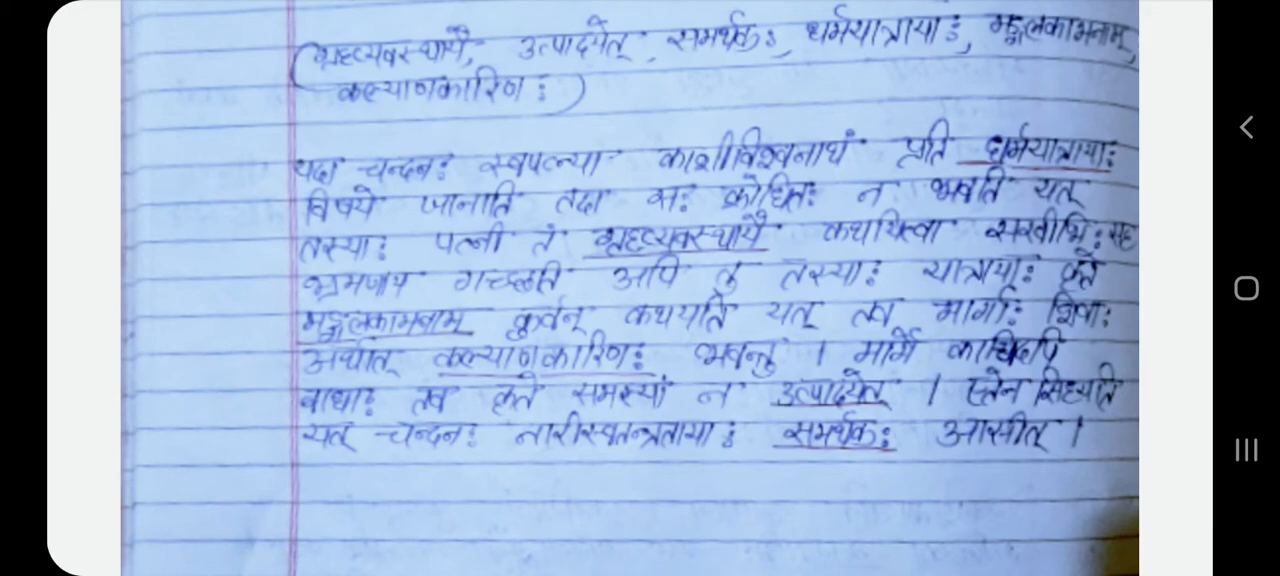 (गृहव्यवस्थायै, उत्पादयेत्, समर्थकः, धर्मयात्रायाः, मङ्गलकामनाम्,
कल्याणकारिणः)
यदा चन्दनः स्वपत्न्या काशीविश्वनाथं प्रति धर्मयात्रायाः
विषये जानाति तदा सः क्रोधितः न भवति यत्
तस्याः पत्नी तं गृहव्यवस्थायै कथयित्वा सखीभिः सह
भ्रमणाय गच्छति अपि तु तस्याः यात्रायाः कृते
मङ्गलकामनाम् कुर्वन् कथयति यत् तव मार्गाः शिवाः
अर्थात् कल्याणकारिणः भवन्तु । मार्गे काचिदपि
बाधाः तव कृते समस्यां न उत्पादयेत् । एतेन सिध्यति
यत् चन्दनः नारीस्वतन्त्रतायाः समर्थकः आसीत् ।